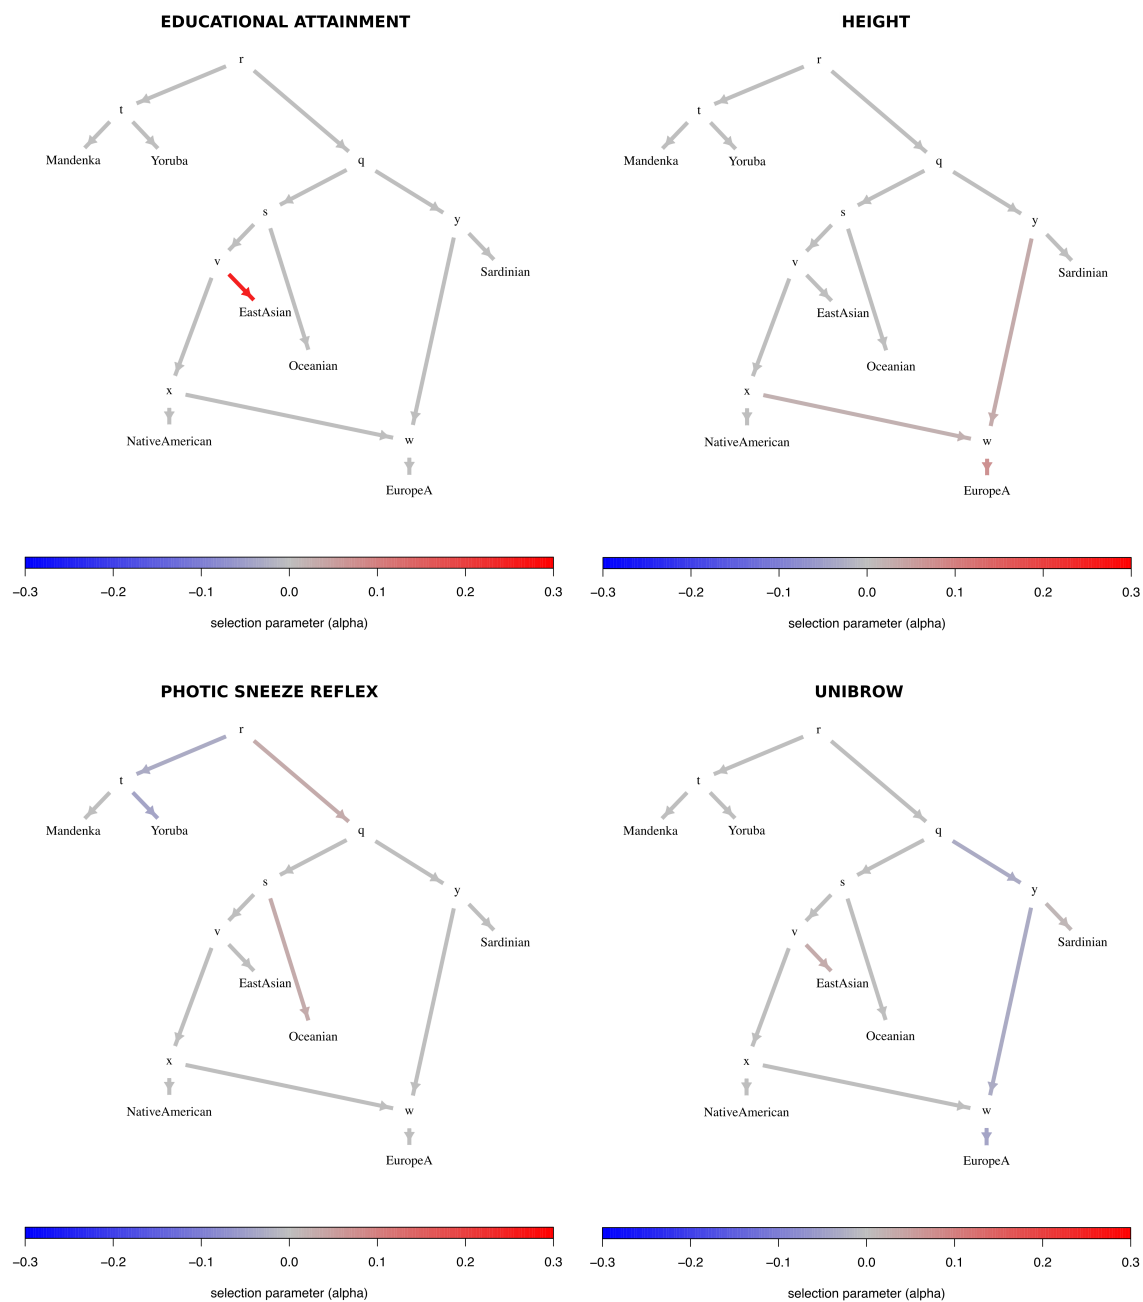 EDUCATIONAL ATTAINMENT
r
t
Mandenka Yoruba q
s
y
v
Sardinian
EastAsian
Oceanian
x
NativeAmerican w
EuropeA
−0.3 −0.2 −0.1 0.0 0.1 0.2 0.3
selection parameter (alpha)
HEIGHT
r
t
Mandenka Yoruba q
s
y
v
Sardinian
EastAsian
Oceanian
x
NativeAmerican w
EuropeA
−0.3 −0.2 −0.1 0.0 0.1 0.2 0.3
selection parameter (alpha)
PHOTIC SNEEZE REFLEX
r
t
Mandenka Yoruba q
s
y
v
Sardinian
EastAsian
Oceanian
x
NativeAmerican w
EuropeA
−0.3 −0.2 −0.1 0.0 0.1 0.2 0.3
selection parameter (alpha)
UNIBROW
r
t
Mandenka Yoruba q
s
y
v
Sardinian
EastAsian
Oceanian
x
NativeAmerican w
EuropeA
−0.3 −0.2 −0.1 0.0 0.1 0.2 0.3
selection parameter (alpha)